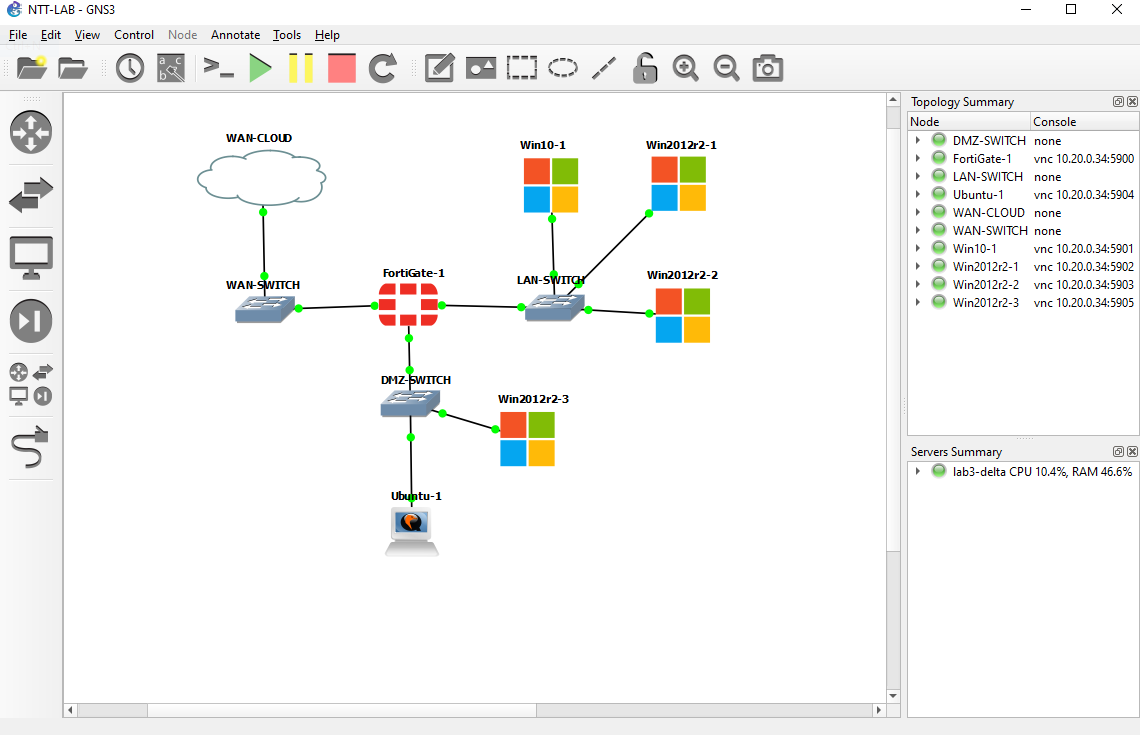 NTT-LAB - GNS3
File Edit View Control Node Annotate Tools Help
WAN-CLOUD
Win10-1
Win2012r2-1
FortiGate-1
Win2012r2-2
WAN-SWITCH
LAN-SWITCH
DMZ-SWITCH
Win2012r2-3
Ubuntu-1
Topology Summary
Node Console
DMZ-SWITCH none
FortiGate-1 vnc 10.20.0.34:5900
LAN-SWITCH none
Ubuntu-1 vnc 10.20.0.34:5904
WAN-CLOUD none
WAN-SWITCH none
Win10-1 vnc 10.20.0.34:5901
Win2012r2-1 vnc 10.20.0.34:5902
Win2012r2-2 vnc 10.20.0.34:5903
Win2012r2-3 vnc 10.20.0.34:5905
Servers Summary
lab3-delta CPU 10.4%, RAM 46.6%